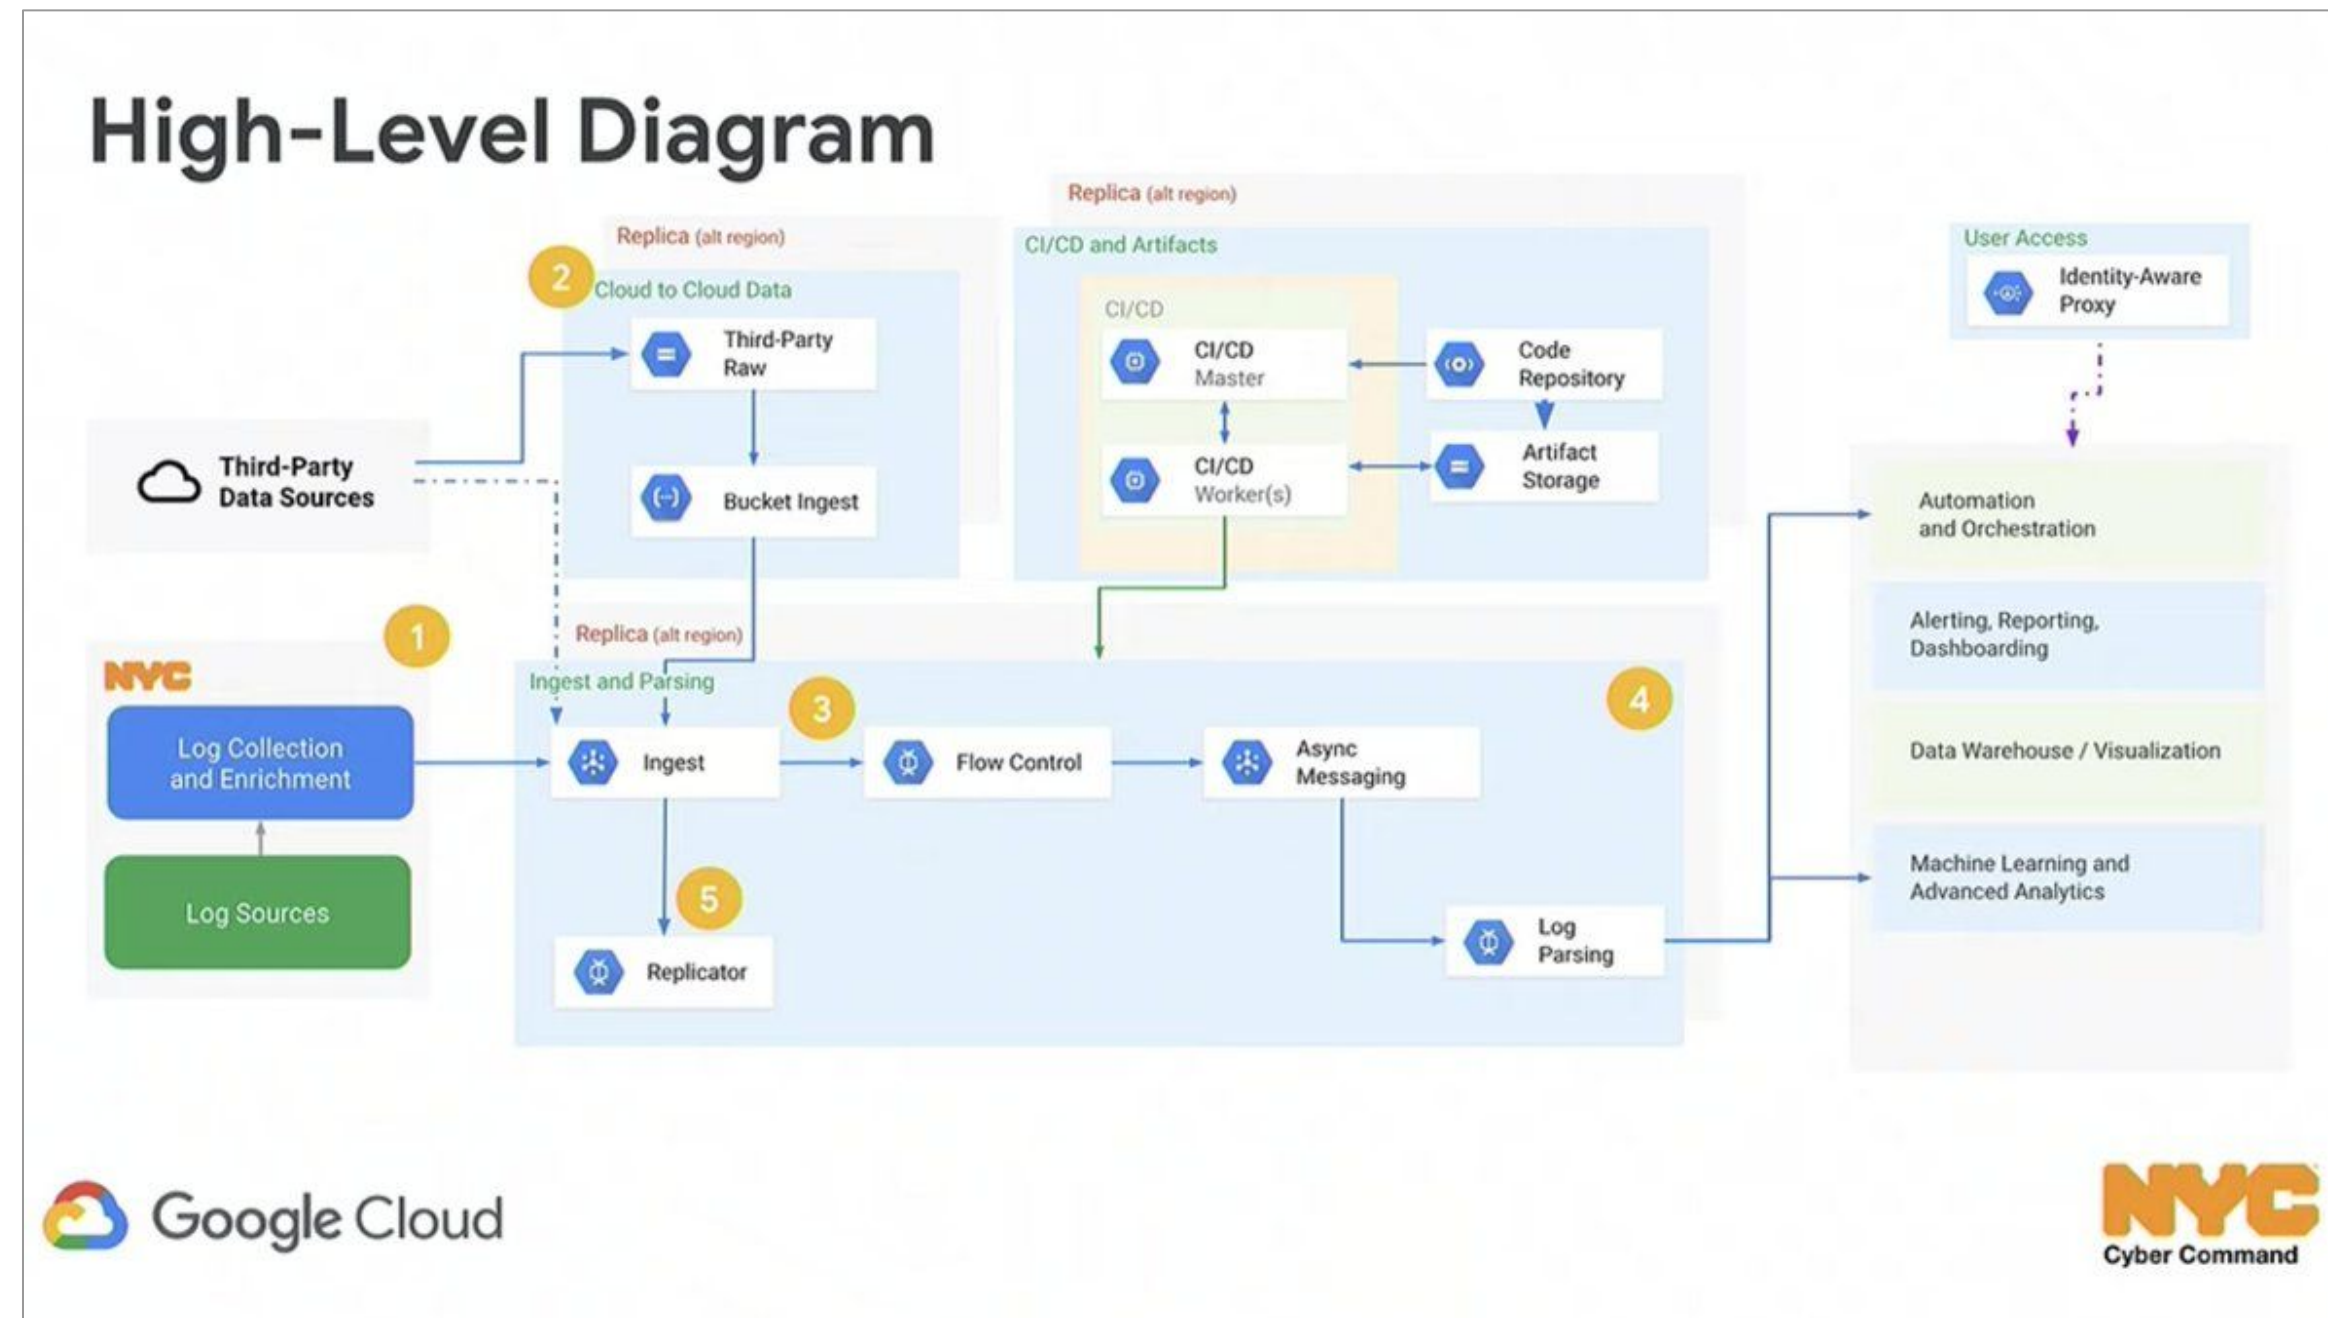 High-Level Diagram
Replica (alt region)
CI/CD and Artifacts
Replica (alt region)
User Access
Identity-Aware
Proxy
2
Cloud to Cloud Data
Third-Party
Raw
Bucket Ingest
CI/CD
CI/CD
Master
Code
Repository
CI/CD
Worker(s)
Artifact
Storage
Third-Party
Data Sources
Automation
and Orchestration
Alerting, Reporting,
Dashboarding
Data Warehouse / Visualization
Machine Learning and
Advanced Analytics
1
NYC
Log Collection
and Enrichment
Log Sources
Replica (alt region)
Ingest and Parsing
3
4
Ingest
Flow Control
Async
Messaging
5
Replicator
Log
Parsing
Google Cloud
NYC
Cyber Command